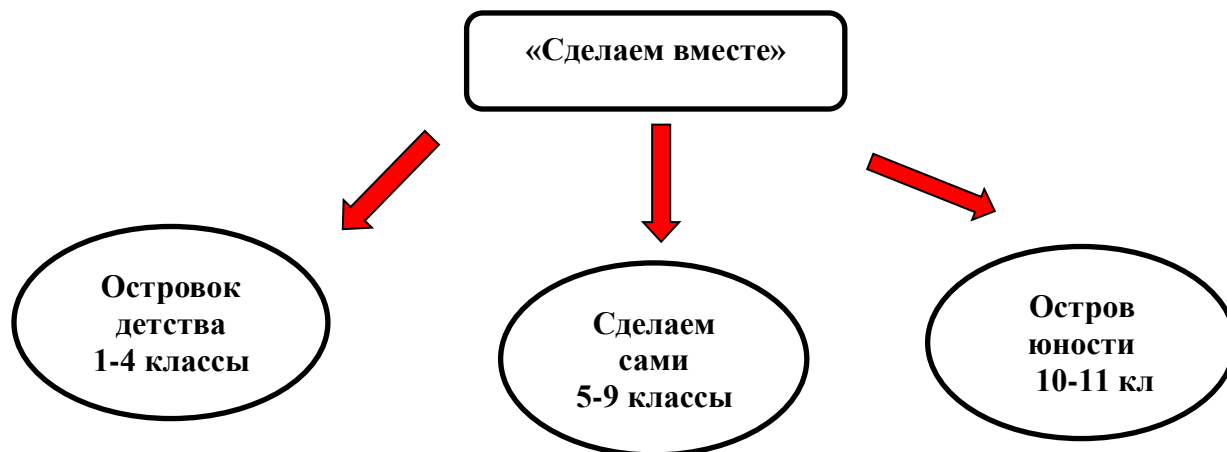 «Сделаем вместе»
Островок
детства
1-4 классы
Сделаем
сами
5-9 классы
Остров
юности
10-11 кл